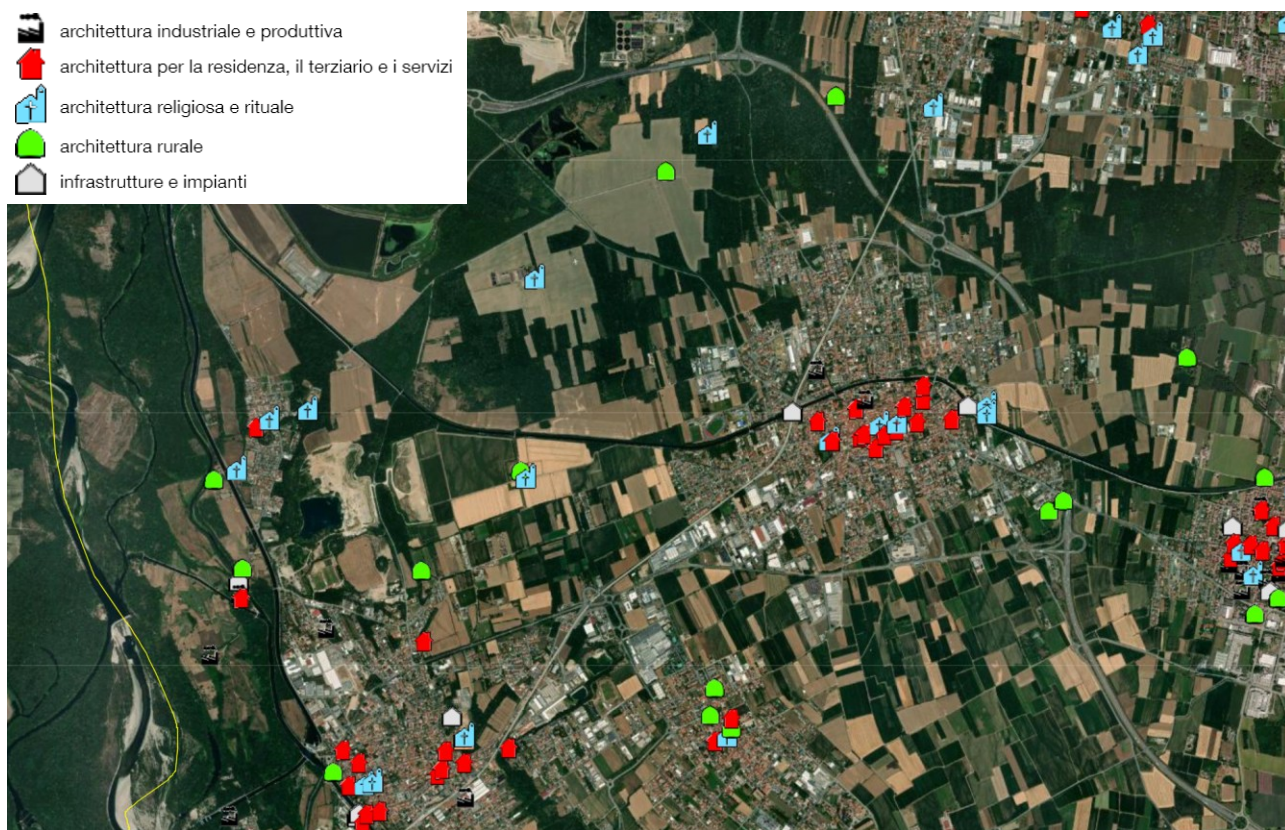 architettura industriale e produttiva
architettura per la residenza, il terziario e i servizi
architettura religiosa e rituale
architettura rurale
infrastrutture e impianti